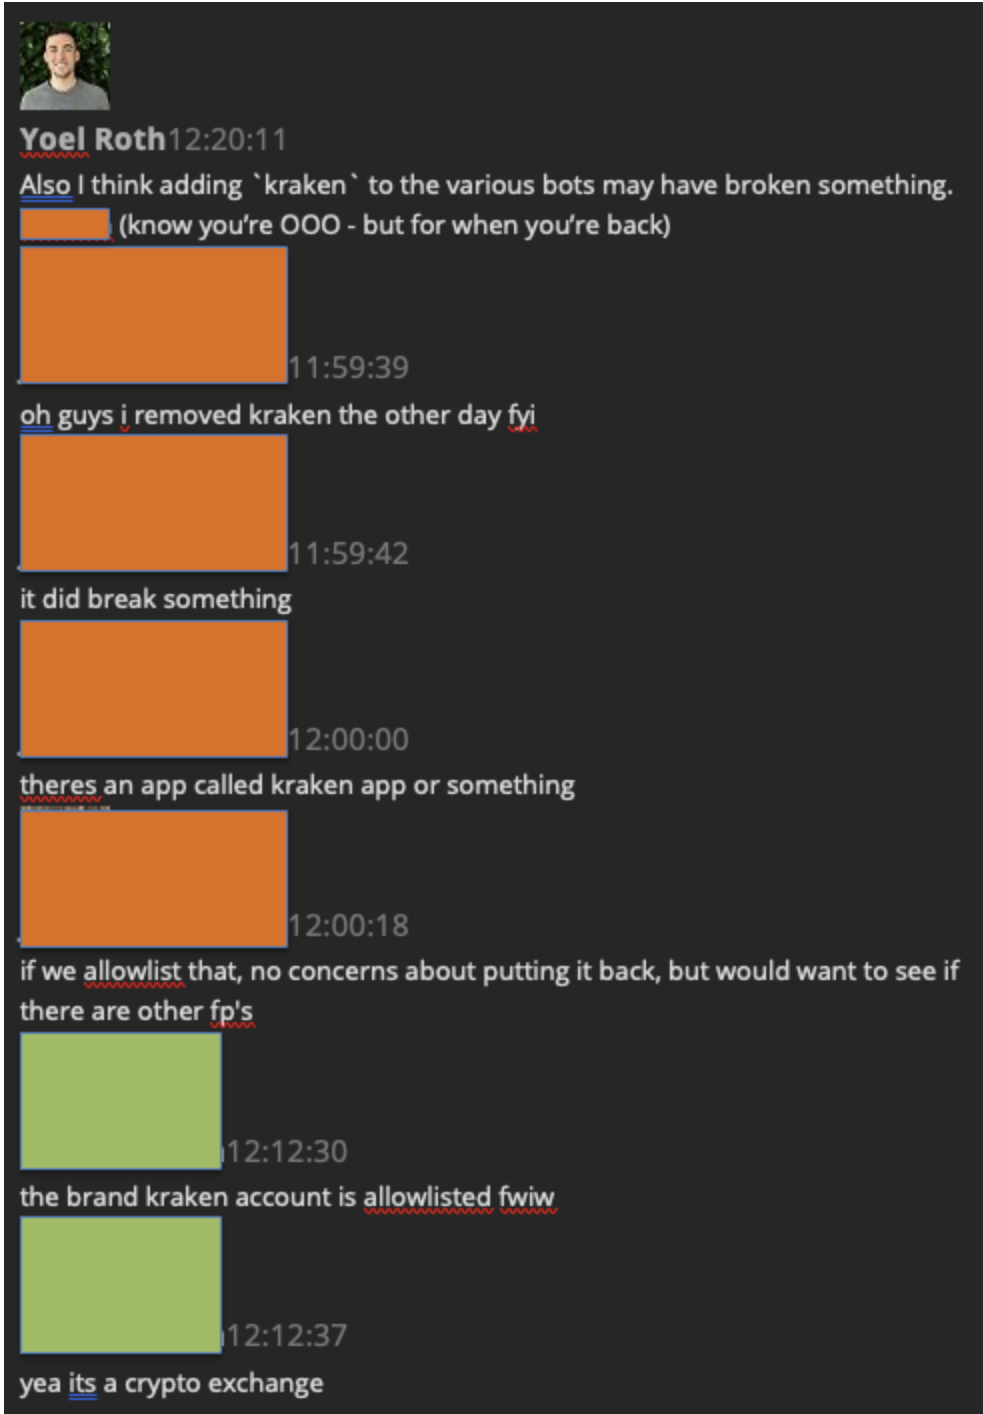 Yoel Roth12:20:11
Also I think adding `kraken` to the various bots may have broken something.
(know you’re OOO - but for when you’re back)
11:59:39
oh guys i removed kraken the other day fyi
11:59:42
it did break something
12:00:00
theres an app called kraken app or something
12:00:18
if we allowlist that, no concerns about putting it back, but would want to see if
there are other fp's
12:12:30
the brand kraken account is allowlisted fwiw
12:12:37
yea its a crypto exchange